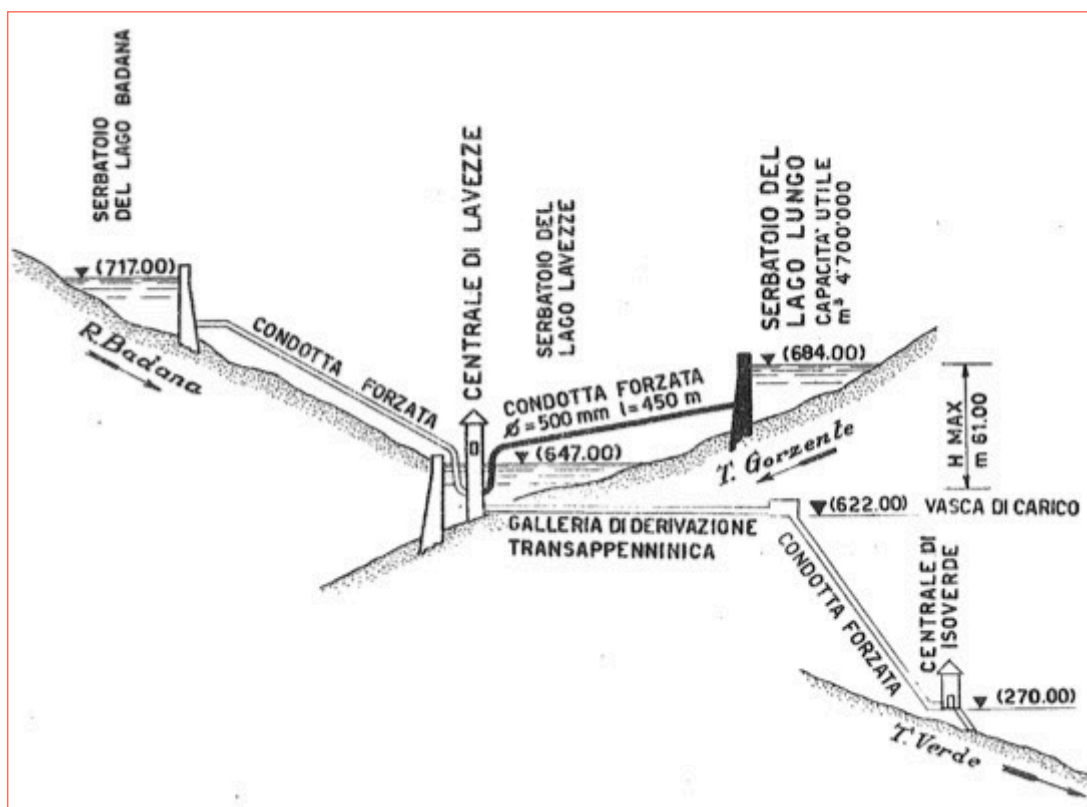 SERBATOIO
DEL LAGO BADANA
CENTRALE DI LAVEZZE
SERBATOIO DEL
LAGO LAVEZZE
SERBATOIO DEL
LAGO LUNGO
CAPACITA' UTILE
m³ 4'700'000
(717.00)
R. Badana
CONDOTTA FORZATA
CONDOTTA FORZATA
Ø = 500 mm l = 450 m
(684.00)
(647.00)
T. Gorzente
H MAX
m 61.00
GALLERIA DI DERIVAZIONE
TRANSAPPENNINICA
(622.00) VASCA DI CARICO
CONDOTTA FORZATA
CENTRALE DI
ISOVERDE
(270.00)
T. Verde